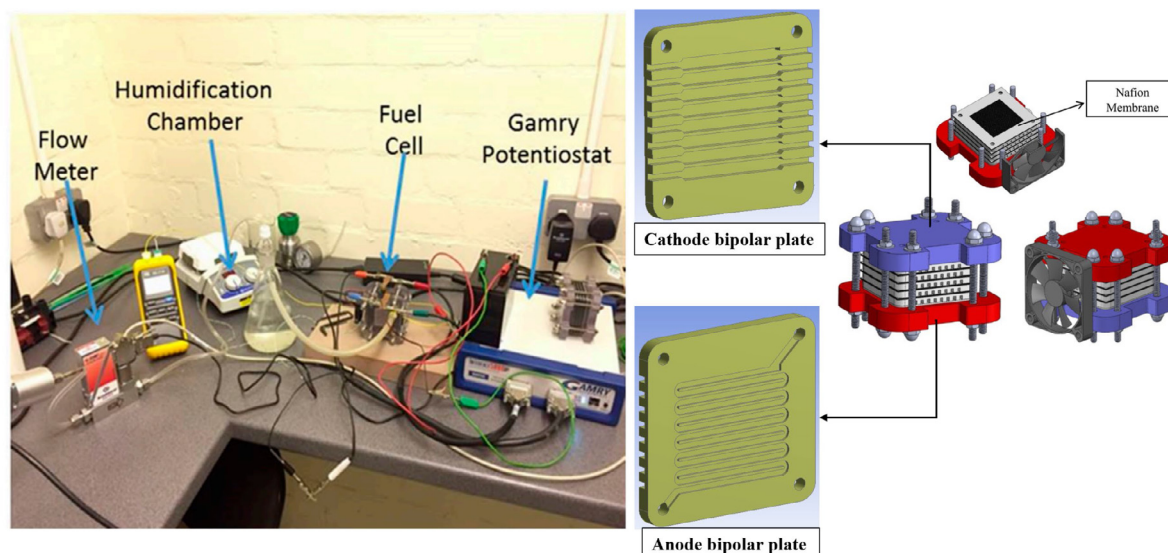 Humidification
Chamber
Flow
Meter
Fuel
Cell
Gamry
Potentiostat
GAMRY
Cathode bipolar plate
Anode bipolar plate
Nafion
Membrane